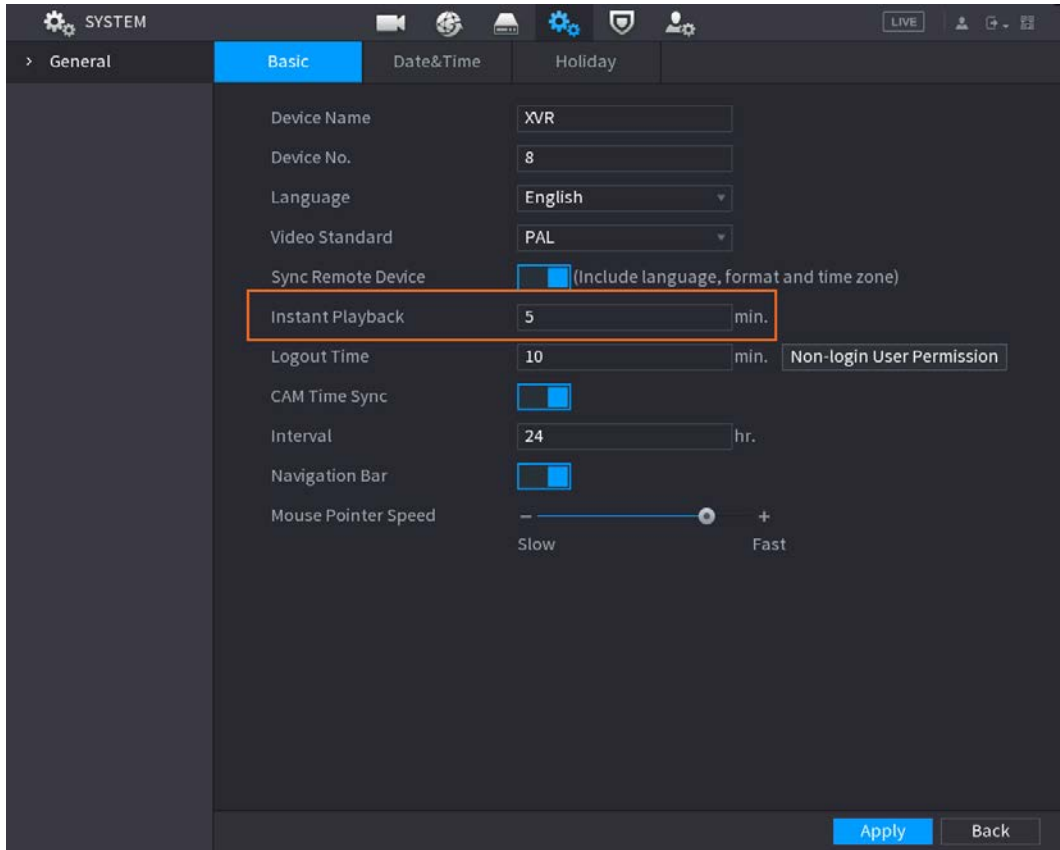 SYSTEM
LIVE
> General
Basic Date&Time Holiday
Device Name XVR
Device No. 8
Language English
Video Standard PAL
Sync Remote Device (Include language, format and time zone)
Instant Playback 5 min.
Logout Time 10 min. Non-login User Permission
CAM Time Sync
Interval 24 hr.
Navigation Bar
Mouse Pointer Speed − +
Slow Fast
Apply Back